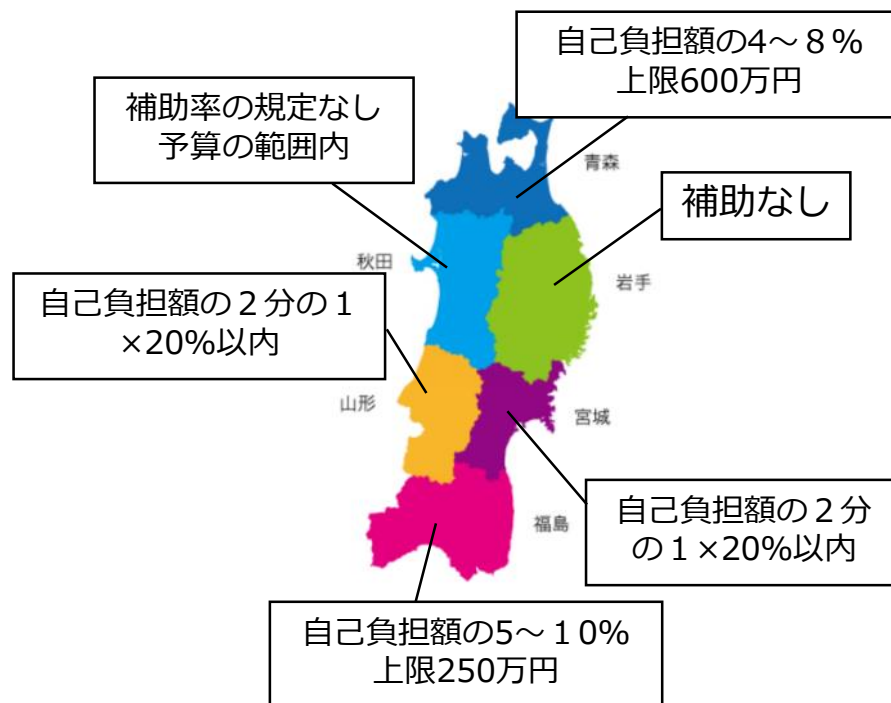 自己負担額の4～８%
上限600万円
補助率の規定なし
予算の範囲内
青森
補助なし
秋田
岩手
自己負担額の２分の１
×20%以内
山形
宮城
自己負担額の２分
の１×20%以内
福島
自己負担額の5～１0%
上限250万円